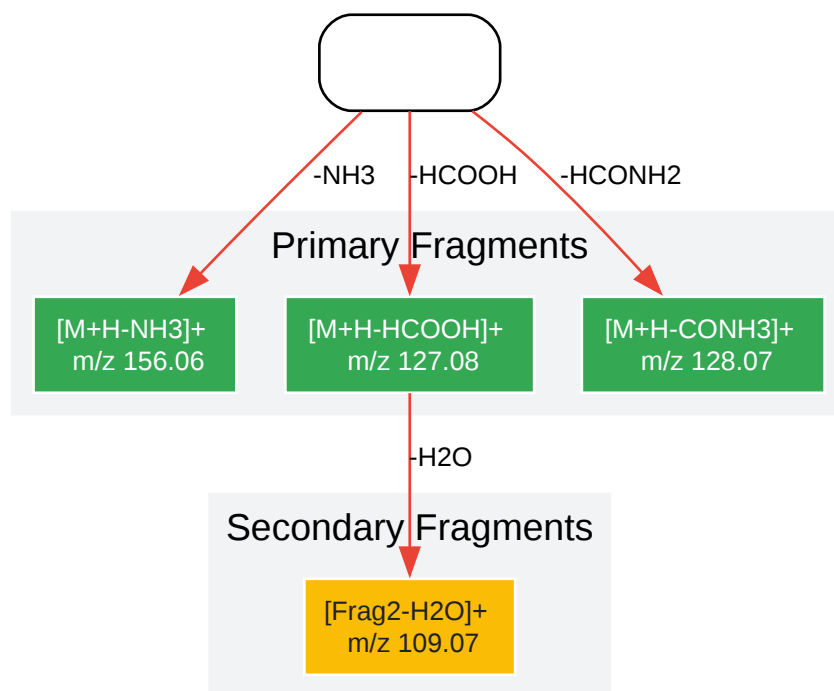 -NH3
-HCOOH
-HCONH2
Primary Fragments
[M+H-NH3]+
m/z 156.06
[M+H-HCOOH]+
m/z 127.08
[M+H-CONH3]+
m/z 128.07
-H2O
Secondary Fragments
[Frag2-H2O]+
m/z 109.07